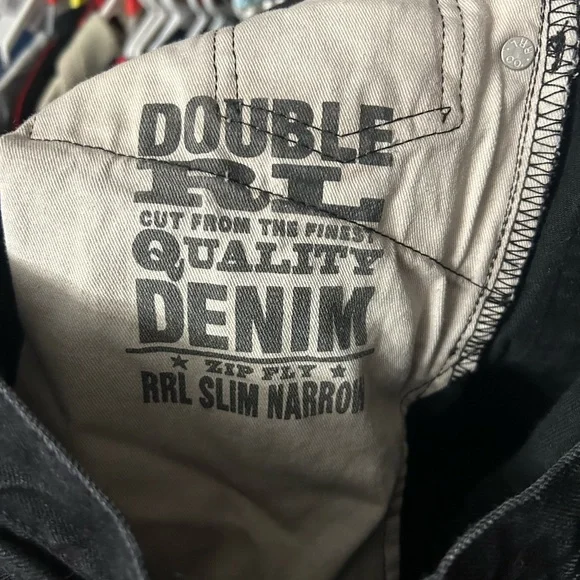 DOUBLE
RL
CUT FROM THE FINEST
QUALITY
DENIM
★ ZIP FLY ★
RRL SLIM NARROW